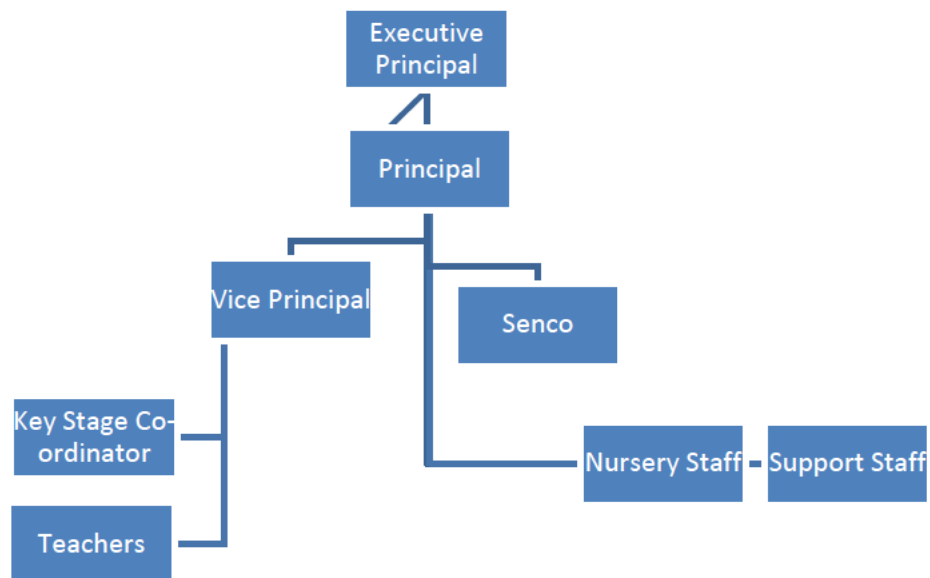 Executive
Principal
Principal
Vice Principal
Senco
Key Stage Co-
ordinator
Nursery Staff
Support Staff
Teachers